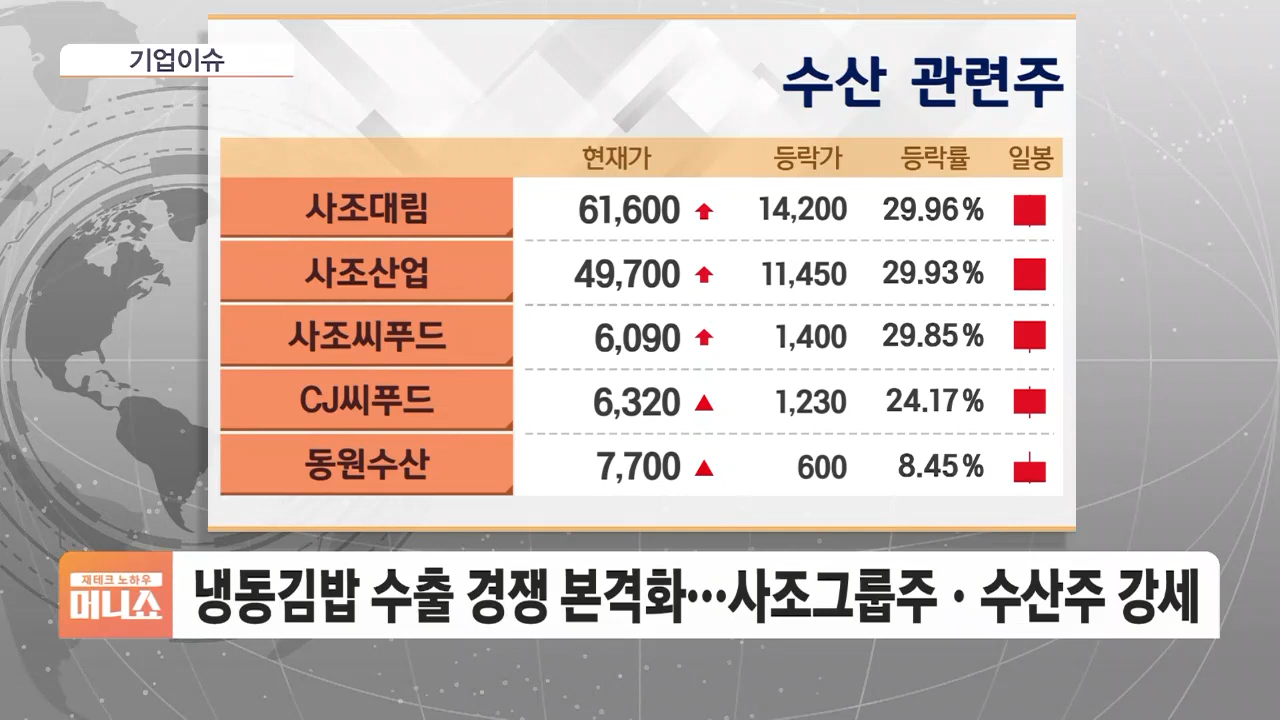 기업이슈
수산 관련주
현재가 등락가 등락률 일봉
사조대림 61,600 14,200 29.96%
사조산업 49,700 11,450 29.93%
사조씨푸드 6,090 1,400 29.85%
CJ씨푸드 6,320 1,230 24.17%
동원수산 7,700 600 8.45%
재테크 노하우
머니쇼
냉동김밥 수출 경쟁 본격화…사조그룹주 · 수산주 강세